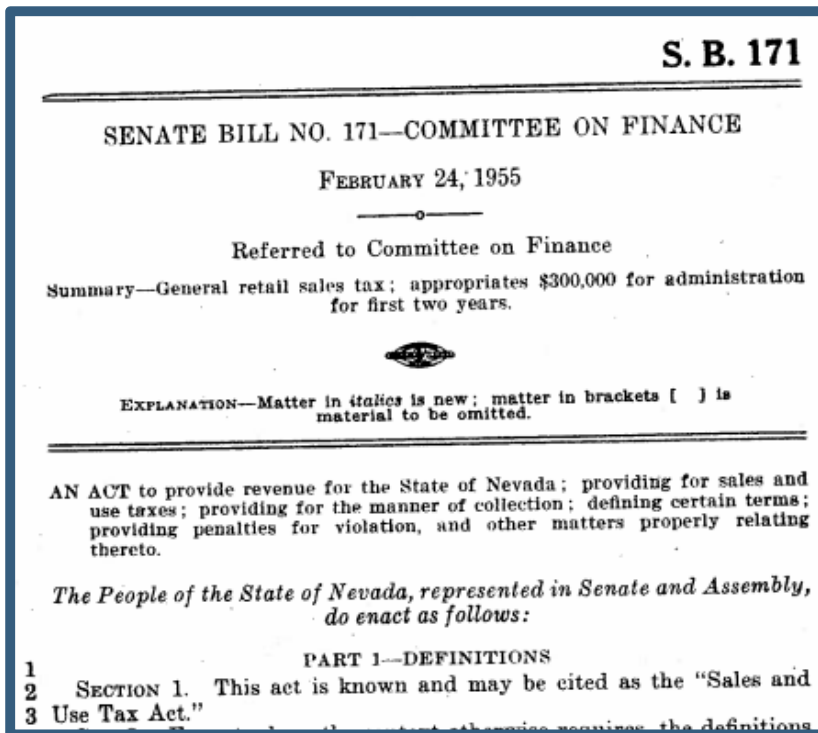 S. B. 171
SENATE BILL NO. 171—COMMITTEE ON FINANCE
FEBRUARY 24, 1955
Referred to Committee on Finance
Summary—General retail sales tax; appropriates $300,000 for administration
for first two years.
EXPLANATION—Matter in italics is new; matter in brackets [ ] is
material to be omitted.
AN ACT to provide revenue for the State of Nevada; providing for sales and
use taxes; providing for the manner of collection; defining certain terms;
providing penalties for violation, and other matters properly relating
thereto.
The People of the State of Nevada, represented in Senate and Assembly,
do enact as follows:
1 PART 1—DEFINITIONS
2 SECTION 1. This act is known and may be cited as the "Sales and
3 Use Tax Act."
otherwise requires, the definitions